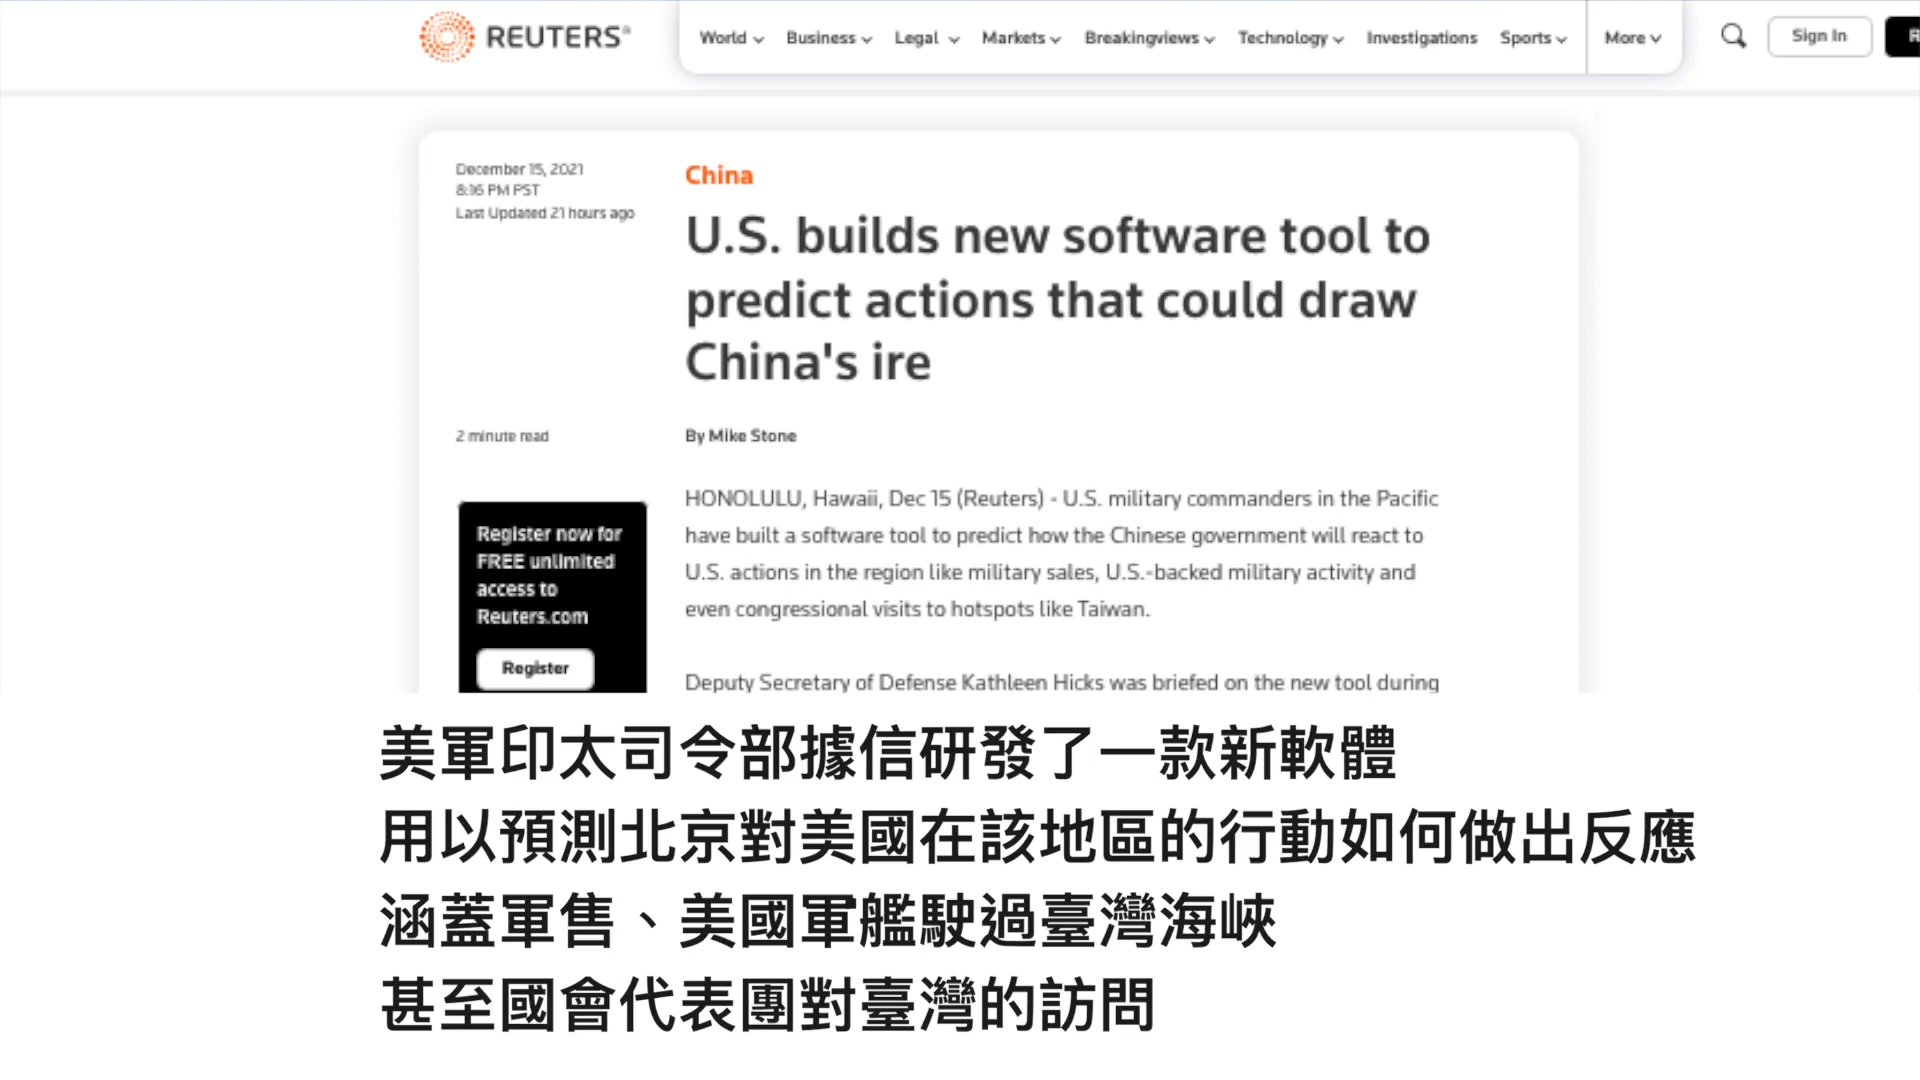 REUTERS
World Business Legal Markets Breakingviews Technology Investigations Sports More Sign In
December 15, 2021
8:16 PM PST
Last Updated 21 hours ago
China
U.S. builds new software tool to
predict actions that could draw
China's ire
2 minute read
By Mike Stone
HONOLULU, Hawaii, Dec 15 (Reuters) - U.S. military commanders in the Pacific
have built a software tool to predict how the Chinese government will react to
U.S. actions in the region like military sales, U.S.-backed military activity and
even congressional visits to hotspots like Taiwan.
Register now for
FREE unlimited
access to
Reuters.com
Register
Deputy Secretary of Defense Kathleen Hicks was briefed on the new tool during
美軍印太司令部據信研發了一款新軟體
用以預測北京對美國在該地區的行動如何做出反應
涵蓋軍售、美國軍艦駛過臺灣海峽
甚至國會代表團對臺灣的訪問